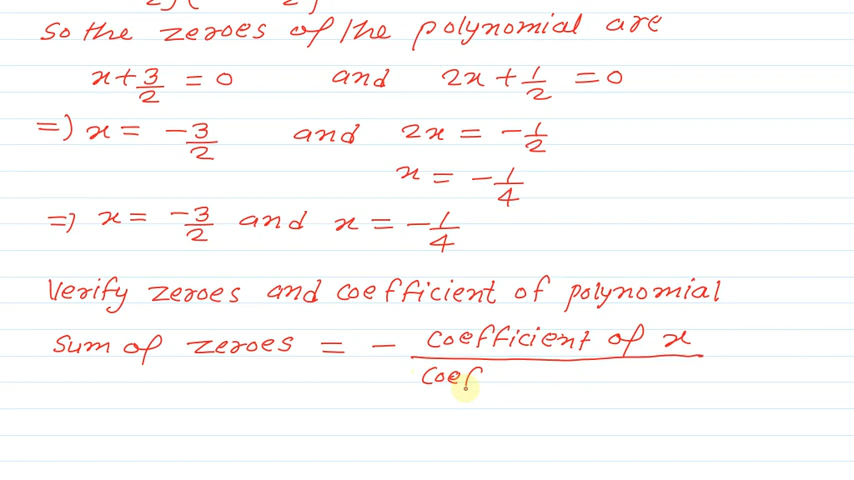 So the zeroes of the polynomial are
x + 3/2 = 0 and 2x + 1/2 = 0
=) x = -3/2 and 2x = -1/2
x = -1/4
=) x = -3/2 and x = -1/4
Verify zeroes and coefficient of polynomial
Sum of zeroes = - coefficient of x
coef